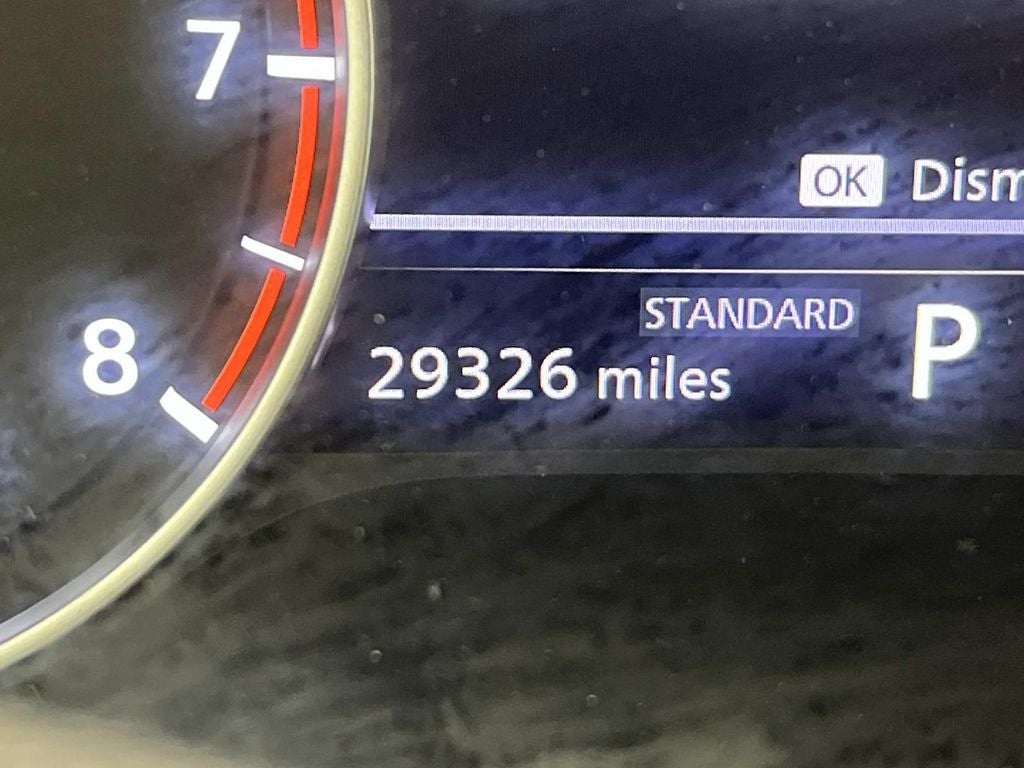 7
OK Dism
STANDARD
8
29326 miles
P